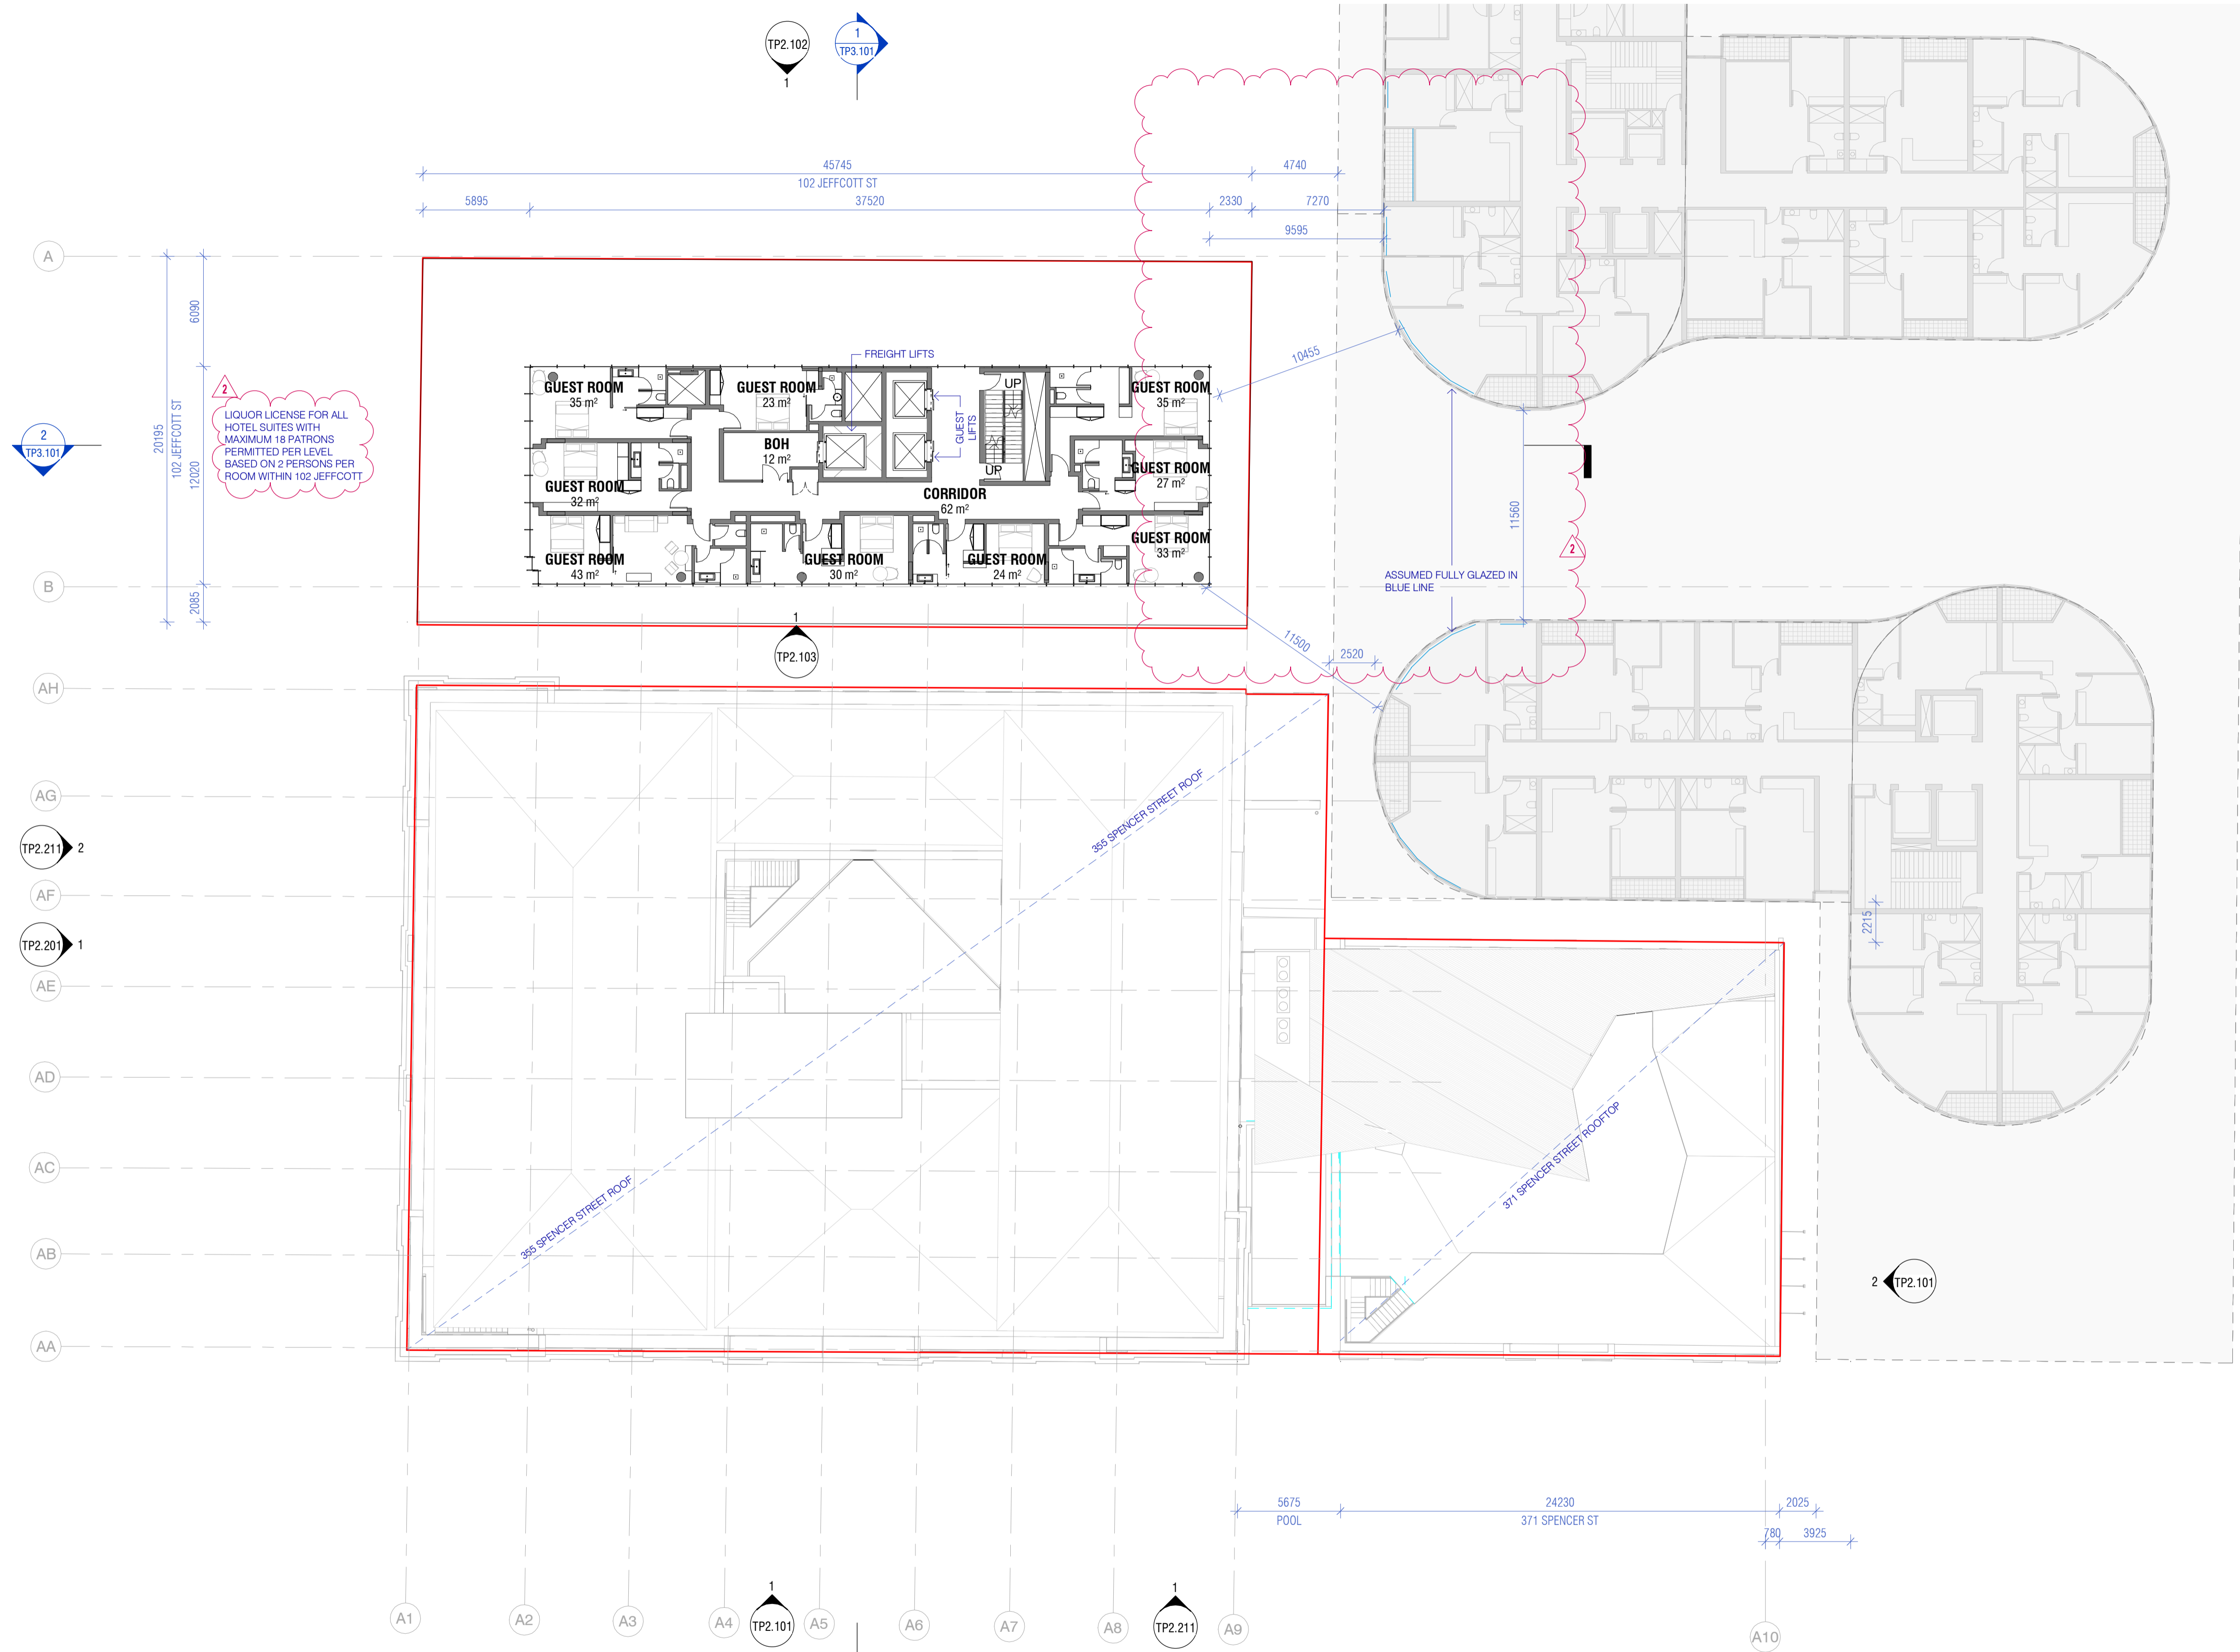 TP2.102
1
1
TP3.101
45745
4740
102 JEFFCOTT ST
5895
37520
2330
7270
9595
A
20195
102 JEFFCOTT ST
6090
12020
2085
2
LIQUOR LICENSE FOR ALL
HOTEL SUITES WITH
MAXIMUM 18 PATRONS
PERMITTED PER LEVEL
BASED ON 2 PERSONS PER
ROOM WITHIN 102 JEFFCOTT
2
TP3.101
FREIGHT LIFTS
GUEST ROOM
35 m²
GUEST ROOM
23 m²
UP
GUEST ROOM
35 m²
GUEST
LIFTS
BOH
12 m²
UP
GUEST ROOM
27 m²
GUEST ROOM
32 m²
CORRIDOR
62 m²
GUEST ROOM
33 m²
GUEST ROOM
43 m²
GUEST ROOM
30 m²
GUEST ROOM
24 m²
10455
11560
2
ASSUMED FULLY GLAZED IN
BLUE LINE
B
1
TP2.103
11500
2520
AH
AG
355 SPENCER STREET ROOF
TP2.211
2
AF
2215
TP2.201
1
AE
AD
371 SPENCER STREET ROOFTOP
AC
355 SPENCER STREET ROOF
AB
2
TP2.101
AA
5675
24230
2025
POOL
371 SPENCER ST
780
3925
1
1
A1
A2
A3
A4
TP2.101
A5
A6
A7
A8
TP2.211
A9
A10